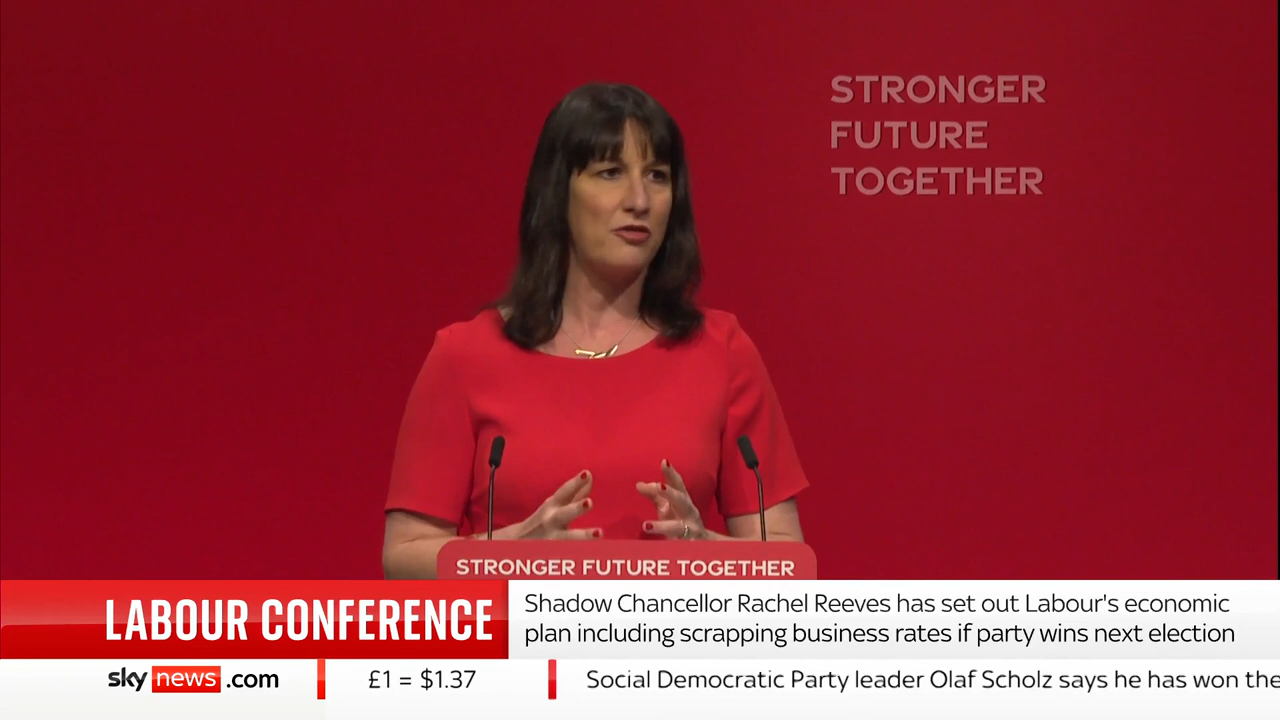 STRONGER
FUTURE
TOGETHER
STRONGER FUTURE TOGETHER
LABOUR CONFERENCE
Shadow Chancellor Rachel Reeves has set out Labour's economic
plan including scrapping business rates if party wins next election
sky news .com
£1 = $1.37
Social Democratic Party leader Olaf Scholz says he has won the